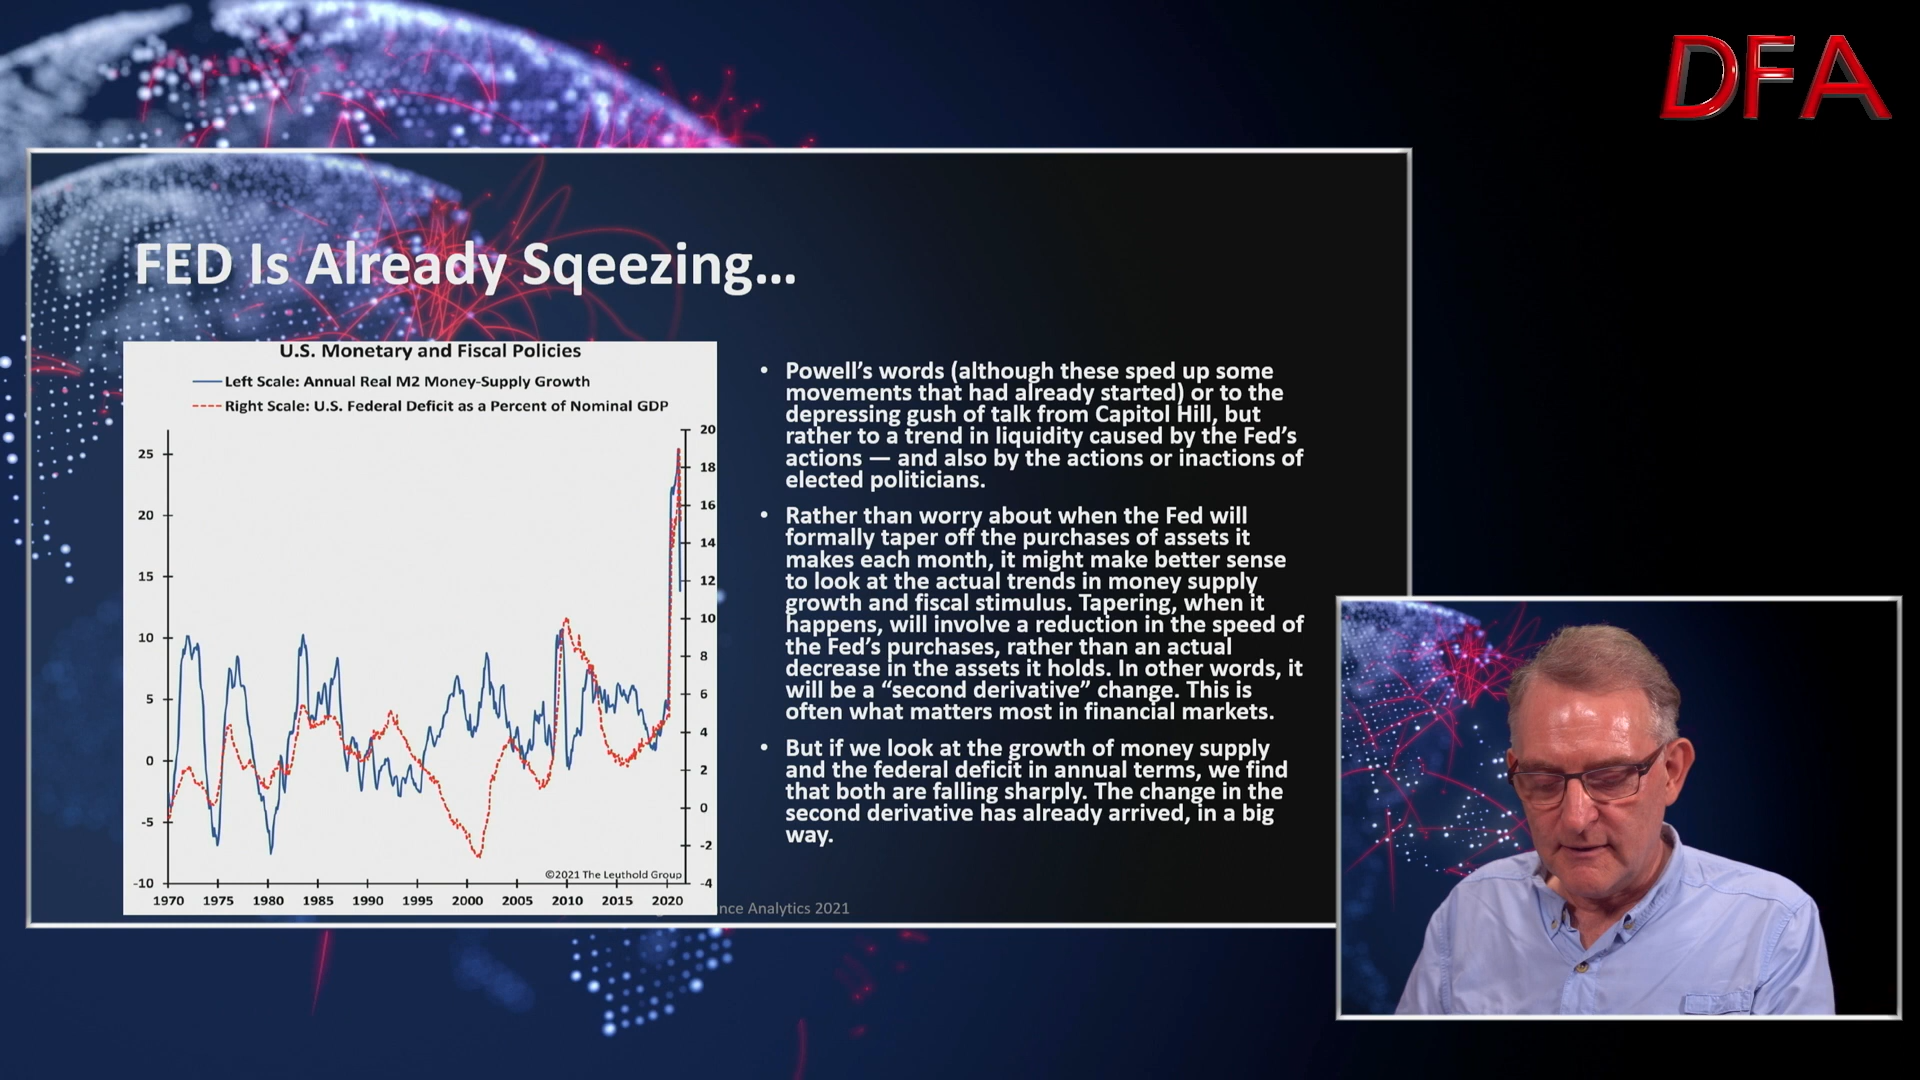 DFA
FED Is Already Sqeezing...
U.S. Monetary and Fiscal Policies
Left Scale: Annual Real M2 Money-Supply Growth
Right Scale: U.S. Federal Deficit as a Percent of Nominal GDP
25
20
15
10
5
0
-5
-10
20
18
16
14
12
10
8
6
4
2
0
-2
-4
©2021 The Leuthold Group
1970 1975 1980 1985 1990 1995 2000 2005 2010 2015 2020
• Powell’s words (although these sped up some
movements that had already started) or to the
depressing gush of talk from Capitol Hill, but
rather to a trend in liquidity caused by the Fed’s
actions — and also by the actions or inactions of
elected politicians.
• Rather than worry about when the Fed will
formally taper off the purchases of assets it
makes each month, it might make better sense
to look at the actual trends in money supply
growth and fiscal stimulus. Tapering, when it
happens, will involve a reduction in the speed of
the Fed’s purchases, rather than an actual
decrease in the assets it holds. In other words, it
will be a “second derivative” change. This is
often what matters most in financial markets.
• But if we look at the growth of money supply
and the federal deficit in annual terms, we find
that both are falling sharply. The change in the
second derivative has already arrived, in a big
way.
Analytics 2021